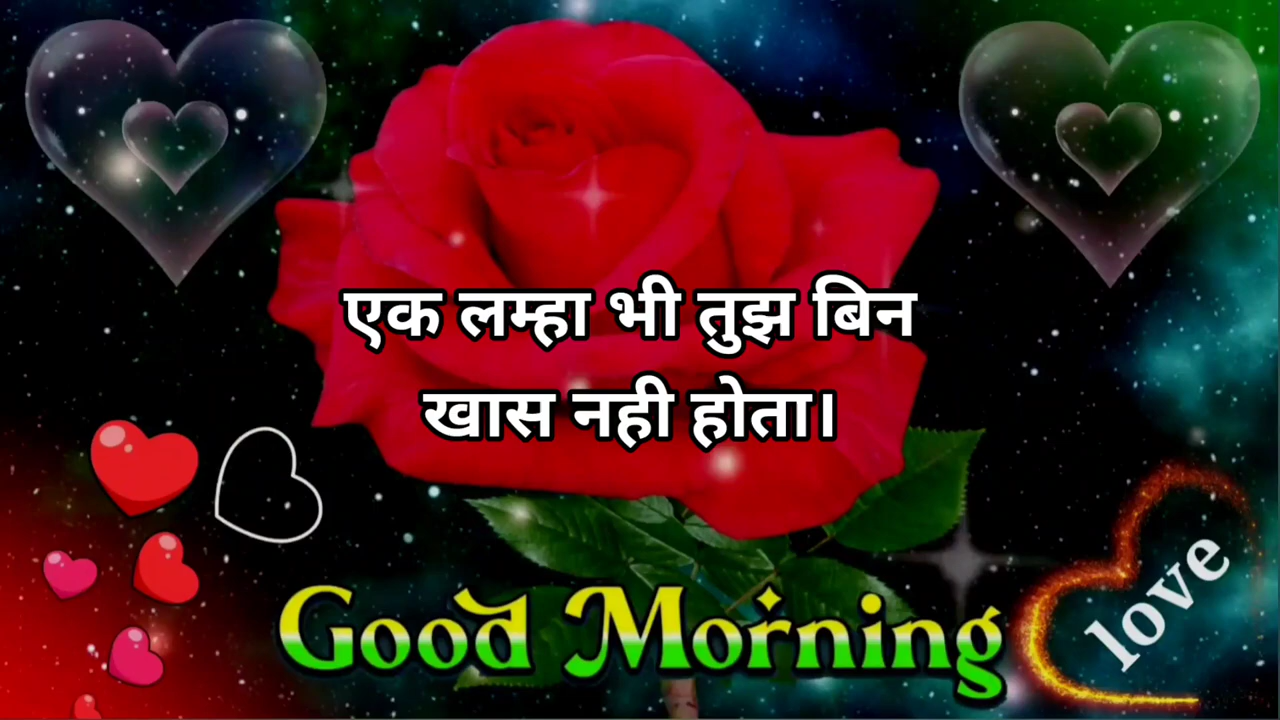 एक लम्हा भी तुझ बिन
खास नही होता।
Good Morning
love